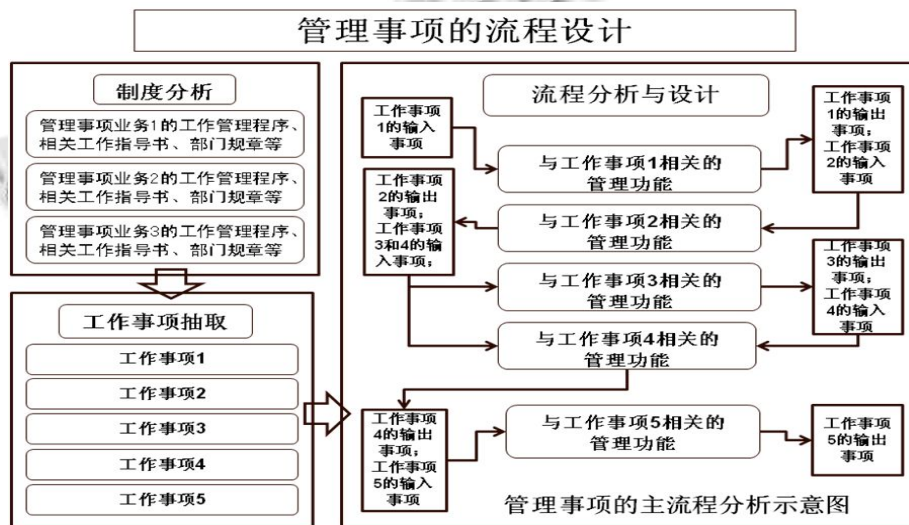 管理事项的流程设计
制度分析
管理事项业务1的工作管理程序、
相关工作指导书、部门规章等
管理事项业务2的工作管理程序、
相关工作指导书、部门规章等
管理事项业务3的工作管理程序、
相关工作指导书、部门规章等
工作事项抽取
工作事项1
工作事项2
工作事项3
工作事项4
工作事项5
流程分析与设计
工作事项
1的输入
事项
与工作事项1相关的
管理功能
工作事项
1的输出
事项；
工作事项
2的输入
事项
与工作事项2相关的
管理功能
工作事项
2的输出
事项；
工作事项
3和4的输
入事项；
与工作事项3相关的
管理功能
工作事项
3的输出
事项；
工作事项
4的输入
事项
与工作事项4相关的
管理功能
工作事项
4的输出
事项；
工作事项
5的输入
事项
与工作事项5相关的
管理功能
工作事项
5的输出
事项
管理事项的主流程分析示意图